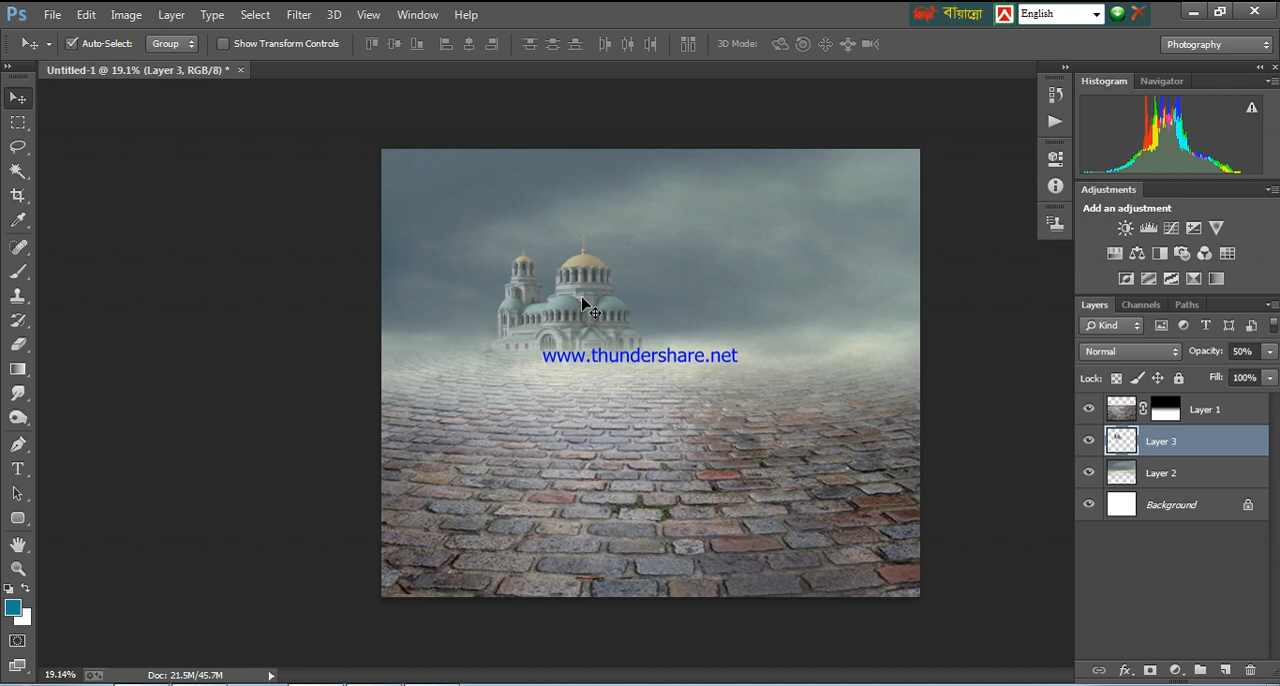 Ps File Edit Image Layer Type Select Filter 3D View Window Help
বায়ান্নো English
Auto-Select: Group Show Transform Controls 3D Mode: Photography
Untitled-1 @ 19.1% (Layer 3, RGB/8) * ×
Histogram Navigator
Adjustments
Add an adjustment
Layers Channels Paths
Kind
Normal Opacity: 50%
Lock: Fill: 100%
Layer 1
Layer 3
Layer 2
Background
www.thundershare.net
19.14% Doc: 21.5M/45.7M